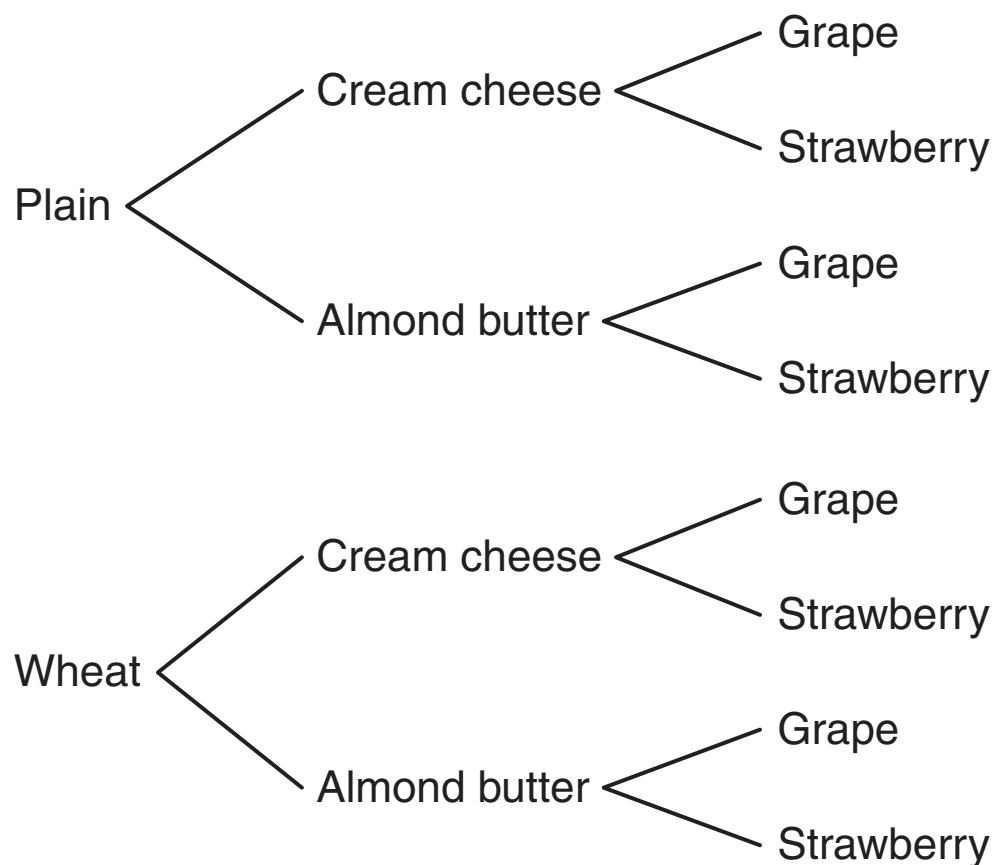 Grape
Cream cheese
Strawberry
Plain
Grape
Almond butter
Strawberry
Grape
Cream cheese
Strawberry
Wheat
Grape
Almond butter
Strawberry